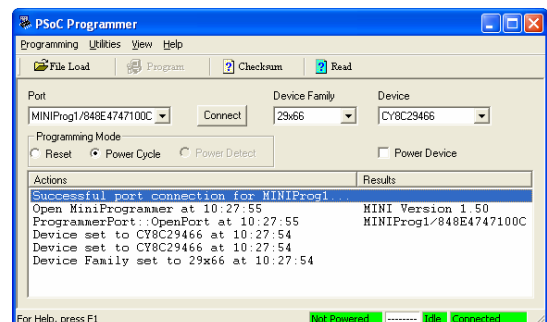 PSoC Programmer
Programming Utilities View Help
File Load Program Checksum Read
Port Device Family Device
MINIProg1/848E4747100C Connect 29x66 CY8C29466
Programming Mode
Reset Power Cycle Power Detect Power Device
Actions Results
Successful port connection for MINIProg1...
Open MiniProgrammer at 10:27:55 MINI Version 1.50
ProgrammerPort::OpenPort at 10:27:55 MINIProg1/848E4747100C
Device set to CY8C29466 at 10:27:54
Device set to CY8C29466 at 10:27:54
Device Family set to 29x66 at 10:27:54
For Help, press F1 Not Powered -------- Idle Connected